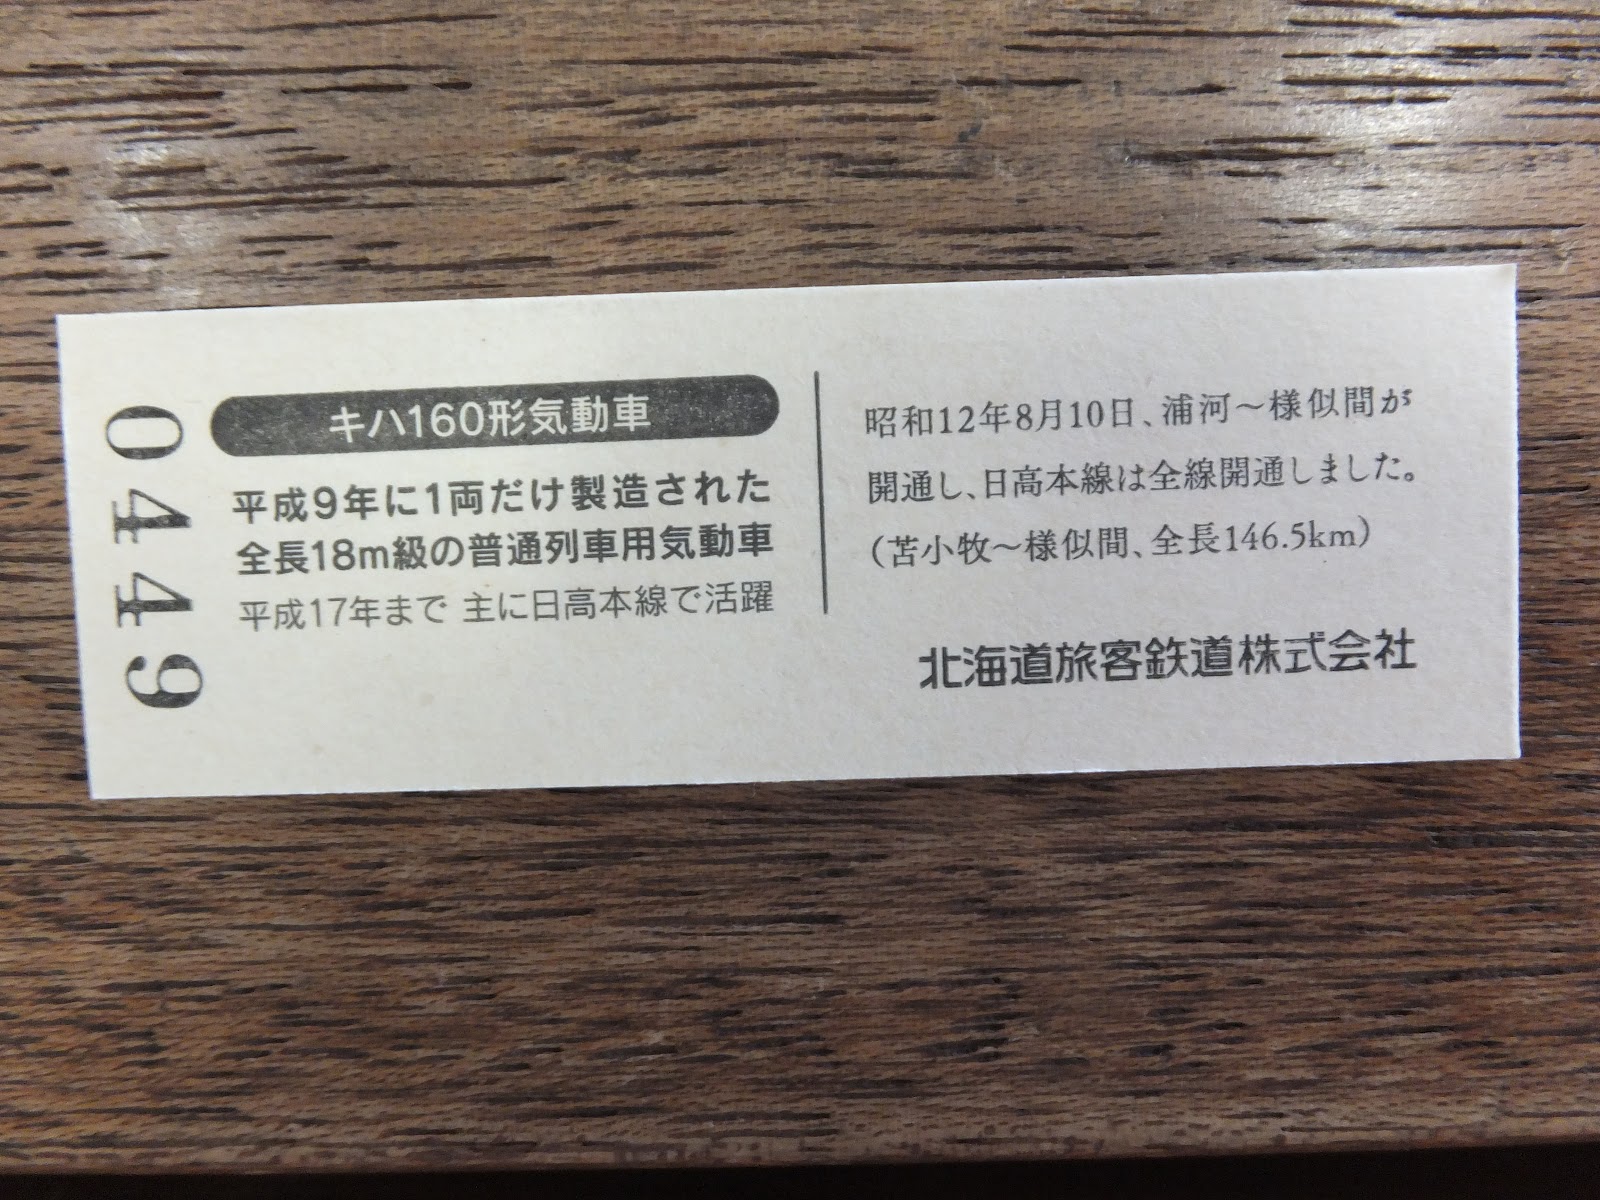 0449
キハ160形気動車
平成9年に1両だけ製造された
全長18m級の普通列車用気動車
平成17年まで 主に日高本線で活躍
昭和12年8月10日、浦河～様似間が
開通し、日高本線は全線開通しました。
（苫小牧～様似間、全長146.5km）
北海道旅客鉄道株式会社